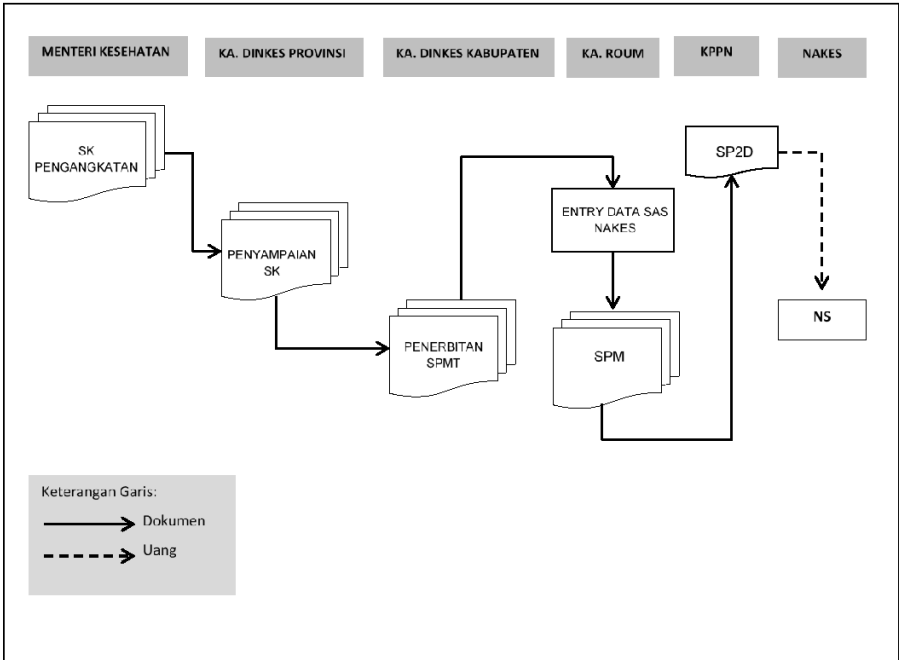 MENTERI KESEHATAN
KA. DINKES PROVINSI
KA. DINKES KABUPATEN
KA. ROUM
KPPN
NAKES
SK
PENGANGKATAN
PENYAMPAIAN
SK
PENERBITAN
SPMT
ENTRY DATA SAS
NAKES
SPM
SP2D
NS
Keterangan Garis:
Dokumen
Uang